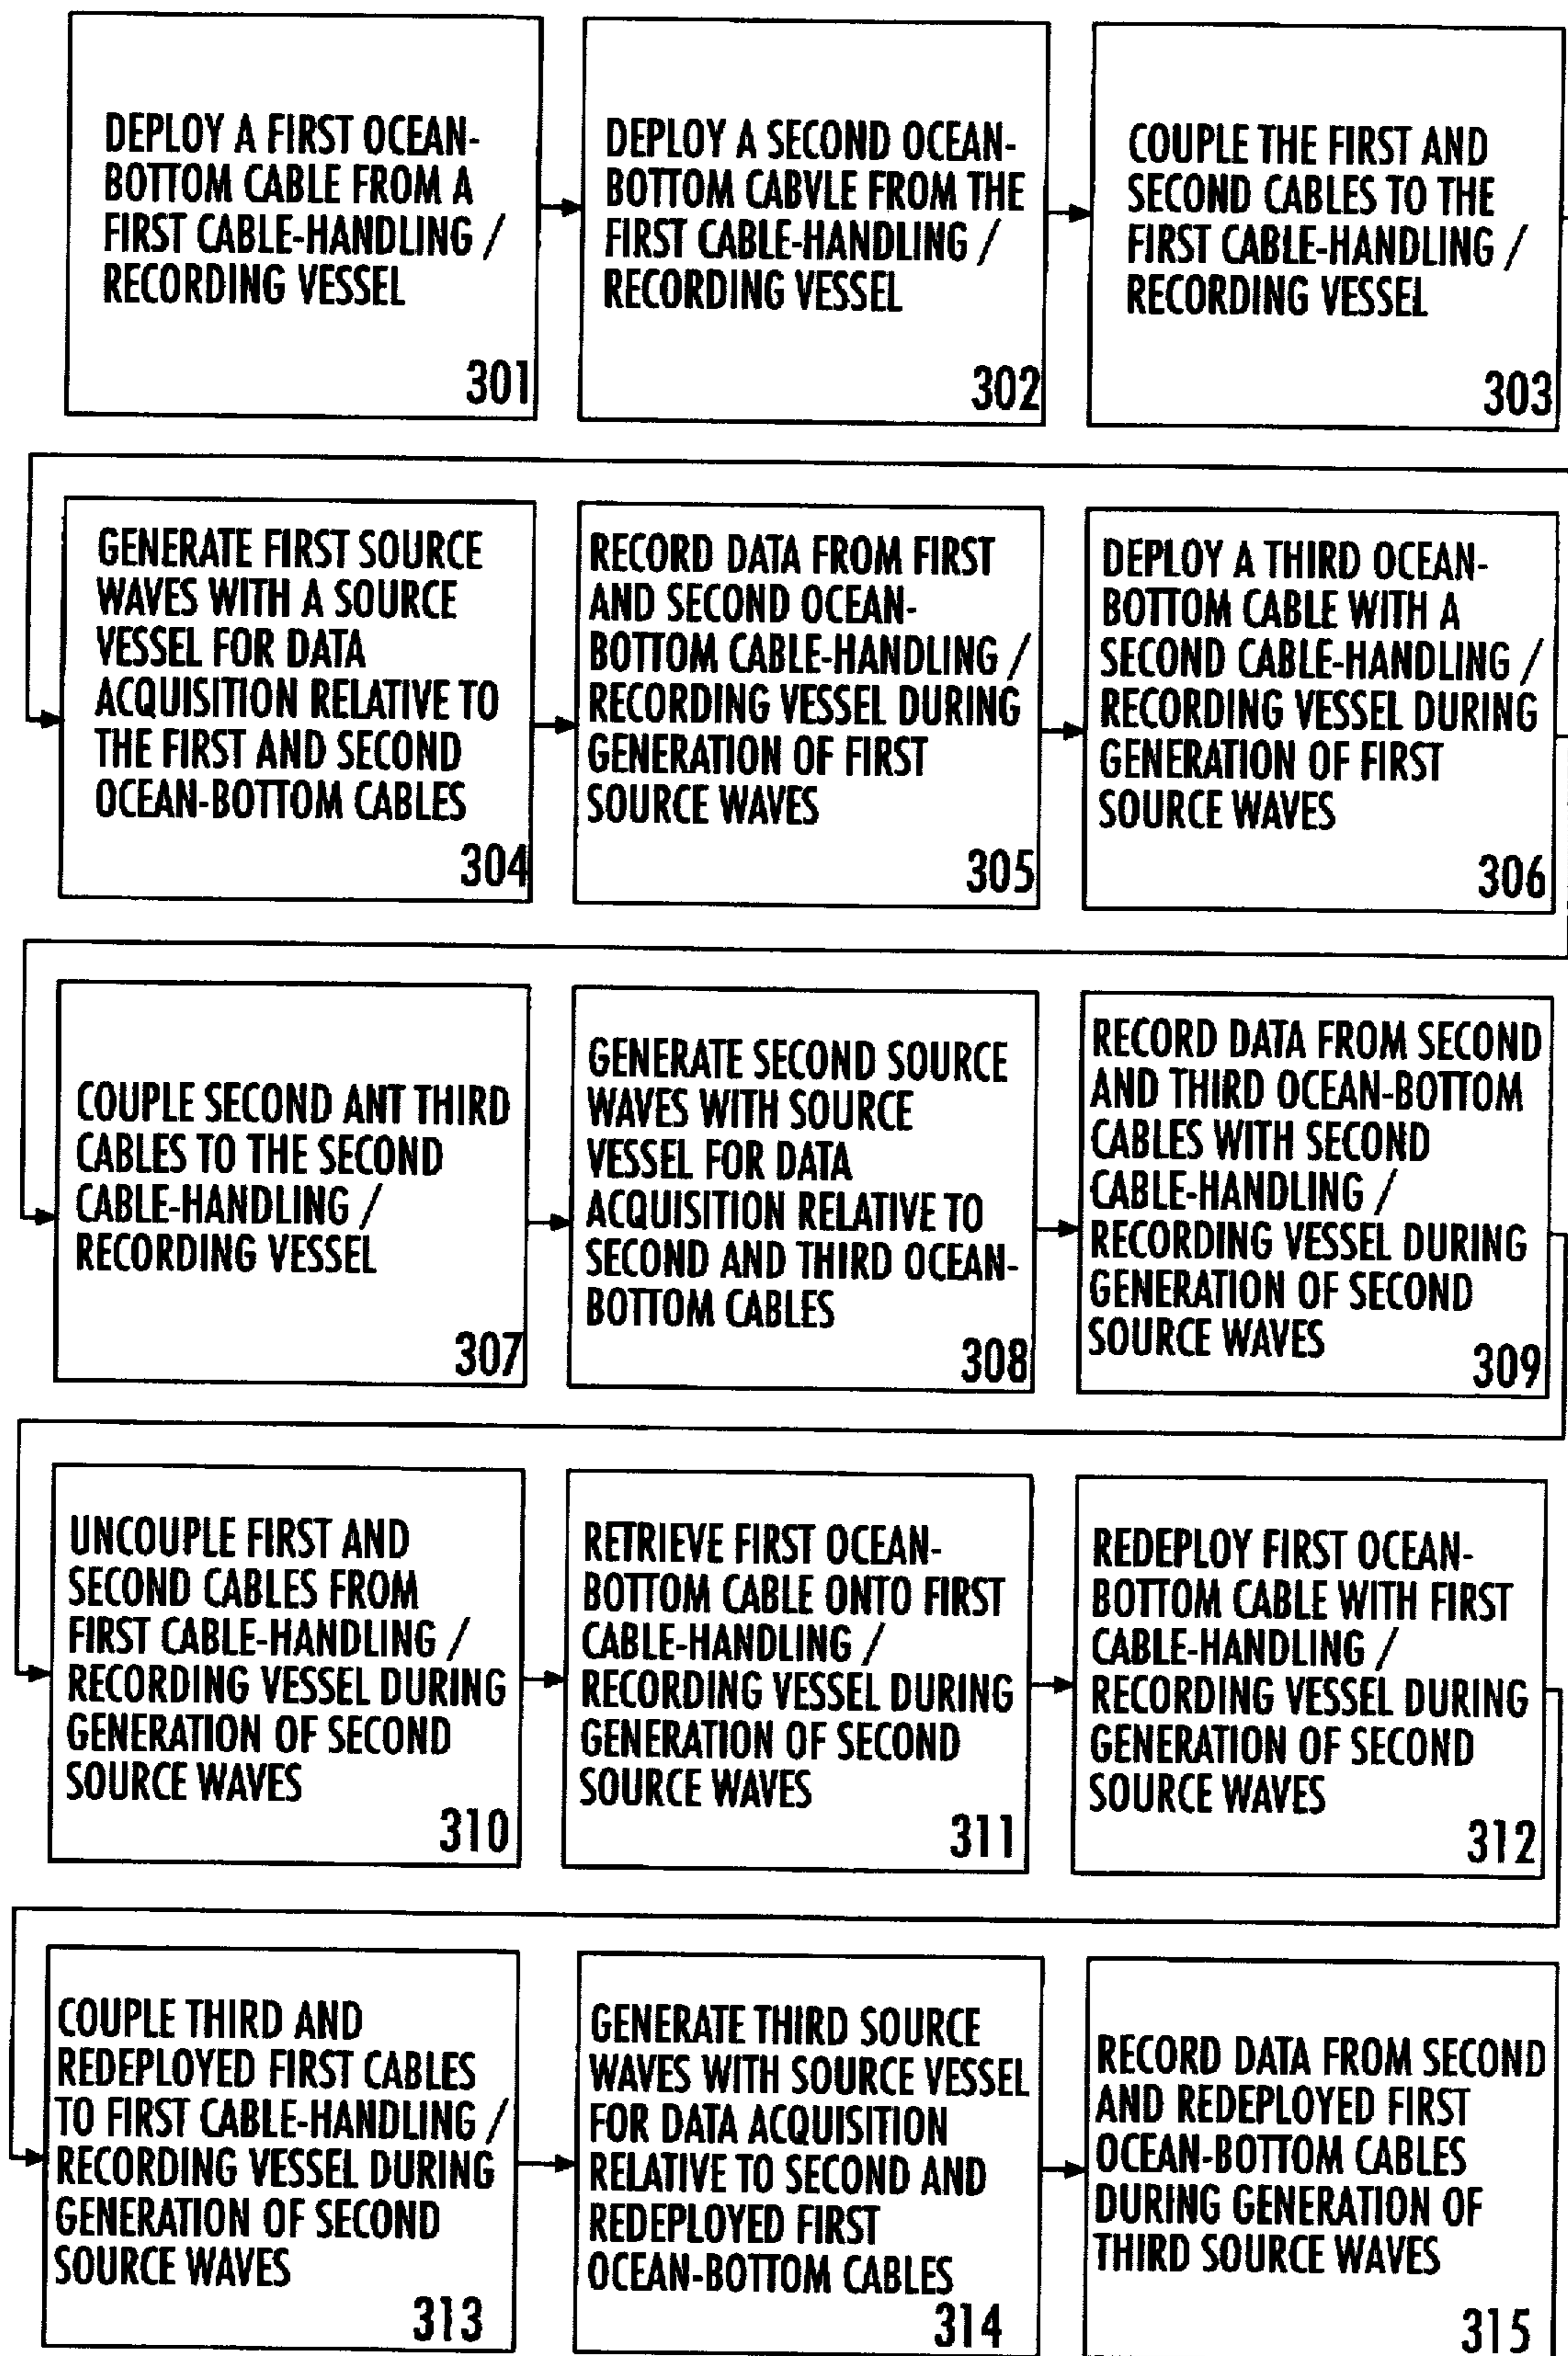 DEPLOY A FIRST OCEAN-
BOTTOM CABLE FROM A
FIRST CABLE-HANDLING /
RECORDING VESSEL
301
DEPLOY A SECOND OCEAN-
BOTTOM CABVLE FROM THE
FIRST CABLE-HANDLING /
RECORDING VESSEL
302
COUPLE THE FIRST AND
SECOND CABLES TO THE
FIRST CABLE-HANDLING /
RECORDING VESSEL
303
GENERATE FIRST SOURCE
WAVES WITH A SOURCE
VESSEL FOR DATA
ACQUISITION RELATIVE TO
THE FIRST AND SECOND
OCEAN-BOTTOM CABLES
304
RECORD DATA FROM FIRST
AND SECOND OCEAN-
BOTTOM CABLE-HANDLING /
RECORDING VESSEL DURING
GENERATION OF FIRST
SOURCE WAVES
305
DEPLOY A THIRD OCEAN-
BOTTOM CABLE WITH A
SECOND CABLE-HANDLING /
RECORDING VESSEL DURING
GENERATION OF FIRST
SOURCE WAVES
306
COUPLE SECOND ANT THIRD
CABLES TO THE SECOND
CABLE-HANDLING /
RECORDING VESSEL
307
GENERATE SECOND SOURCE
WAVES WITH SOURCE
VESSEL FOR DATA
ACQUISITION RELATIVE TO
SECOND AND THIRD OCEAN-
BOTTOM CABLES
308
RECORD DATA FROM SECOND
AND THIRD OCEAN-BOTTOM
CABLES WITH SECOND
CABLE-HANDLING /
RECORDING VESSEL DURING
GENERATION OF SECOND
SOURCE WAVES
309
UNCOUPLE FIRST AND
SECOND CABLES FROM
FIRST CABLE-HANDLING /
RECORDING VESSEL DURING
GENERATION OF SECOND
SOURCE WAVES
310
RETRIEVE FIRST OCEAN-
BOTTOM CABLE ONTO FIRST
CABLE-HANDLING /
RECORDING VESSEL DURING
GENERATION OF SECOND
SOURCE WAVES
311
REDEPLOY FIRST OCEAN-
BOTTOM CABLE WITH FIRST
CABLE-HANDLING /
RECORDING VESSEL DURING
GENERATION OF SECOND
SOURCE WAVES
312
COUPLE THIRD AND
REDEPLOYED FIRST CABLES
TO FIRST CABLE-HANDLING /
RECORDING VESSEL DURING
GENERATION OF SECOND
SOURCE WAVES
313
GENERATE THIRD SOURCE
WAVES WITH SOURCE VESSEL
FOR DATA ACQUISITION
RELATIVE TO SECOND AND
REDEPLOYED FIRST
OCEAN-BOTTOM CABLES
314
RECORD DATA FROM SECOND
AND REDEPLOYED FIRST
OCEAN-BOTTOM CABLES
DURING GENERATION OF
THIRD SOURCE WAVES
315